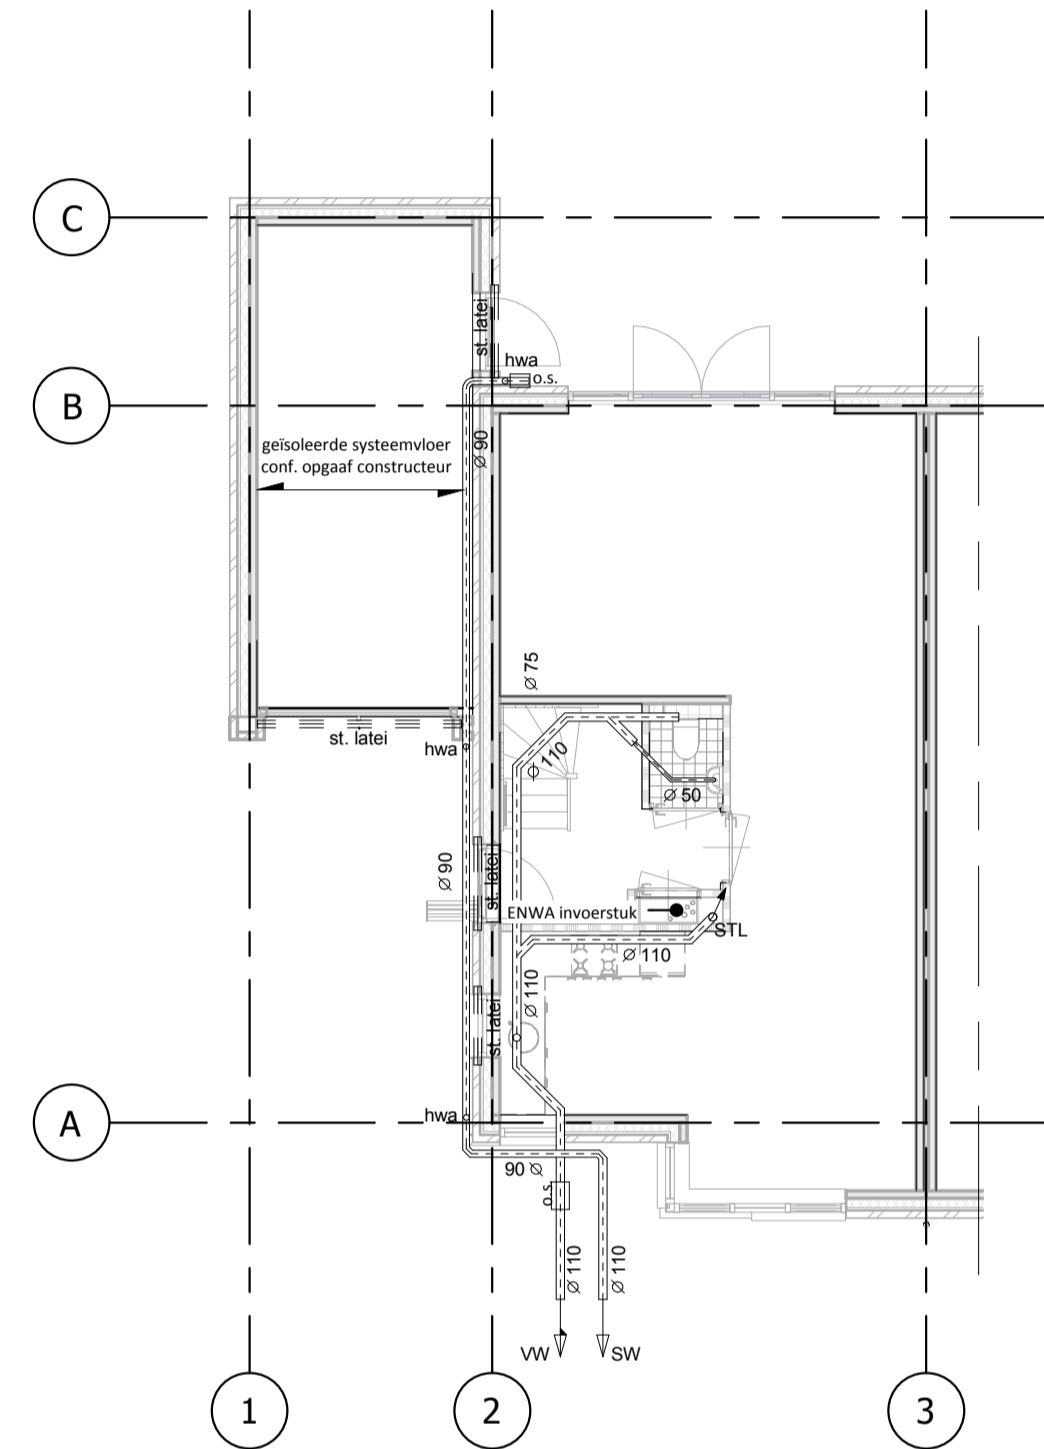 C
st. latei
hwa
o.s.
B
Ø 90
geïsoleerde systeemvloer
conf. opgaaf constructeur
Ø 75
st. latei
hwa
Ø 110
Ø 50
Ø 90
st. latei
ENWA invoerstuk
STL
Ø 110
Ø 110
st. latei
A
hwa
90 Ø
o.s.
Ø 110
Ø 110
VW
SW
1
2
3